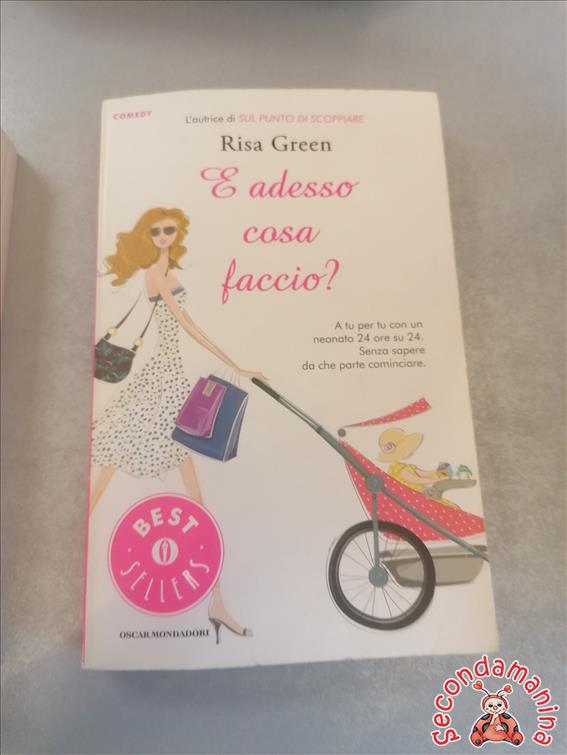 COMEDY
L'autrice di SUL PUNTO DI SCOPPIARE
Risa Green
E adesso
cosa
faccio?
A tu per tu con un
neonato 24 ore su 24.
Senza sapere
da che parte cominciare.
BEST
SELLERS
OSCAR MONDADORI
Secondamanina